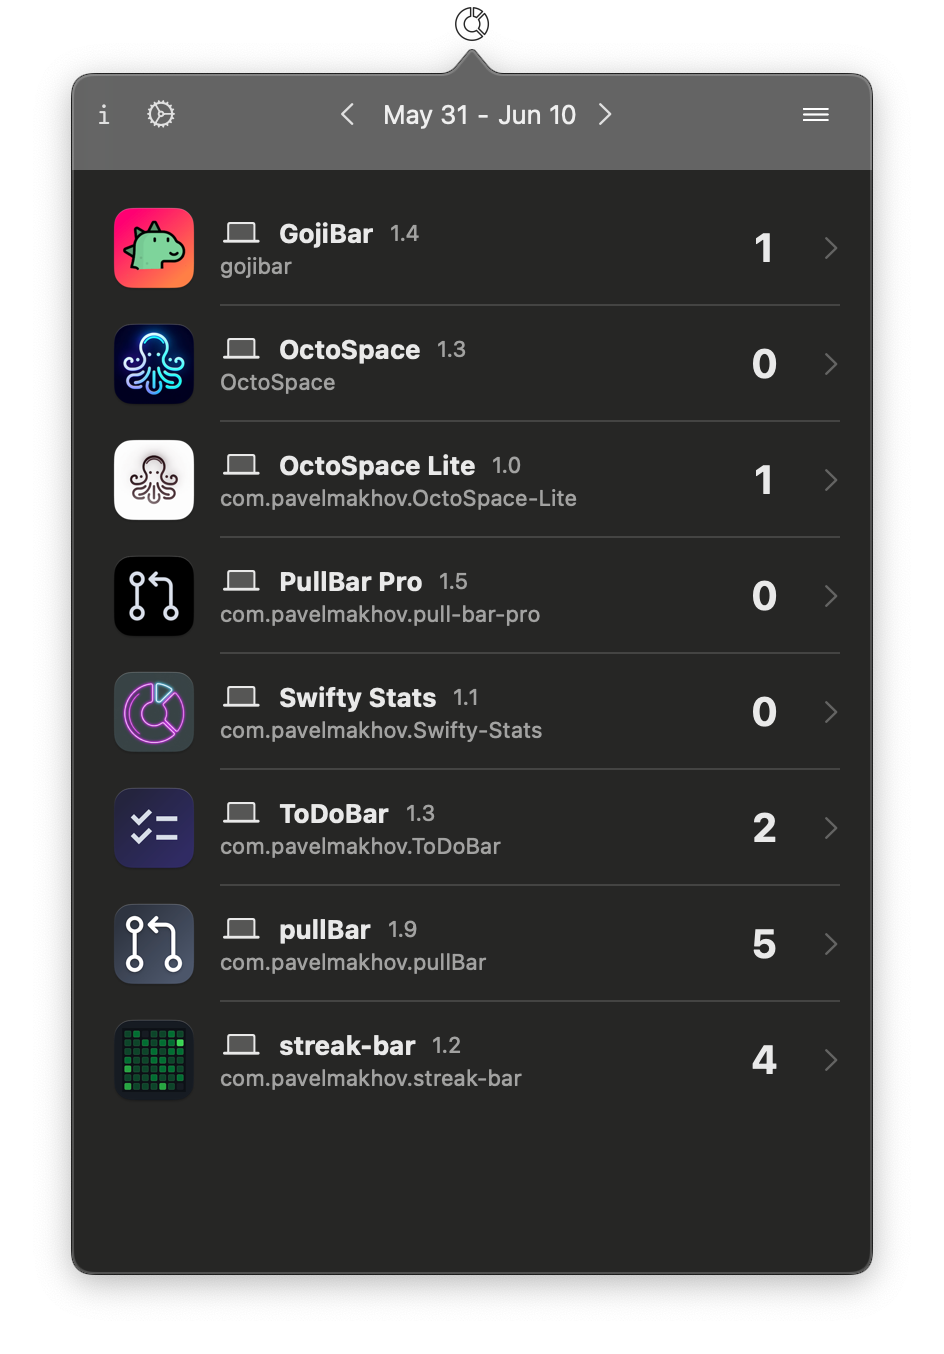 i
May 31 - Jun 10
GojiBar 1.4
gojibar
1
OctoSpace 1.3
OctoSpace
0
OctoSpace Lite 1.0
com.pavelmakhov.OctoSpace-Lite
1
PullBar Pro 1.5
com.pavelmakhov.pull-bar-pro
0
Swifty Stats 1.1
com.pavelmakhov.Swifty-Stats
0
ToDoBar 1.3
com.pavelmakhov.ToDoBar
2
pullBar 1.9
com.pavelmakhov.pullBar
5
streak-bar 1.2
com.pavelmakhov.streak-bar
4